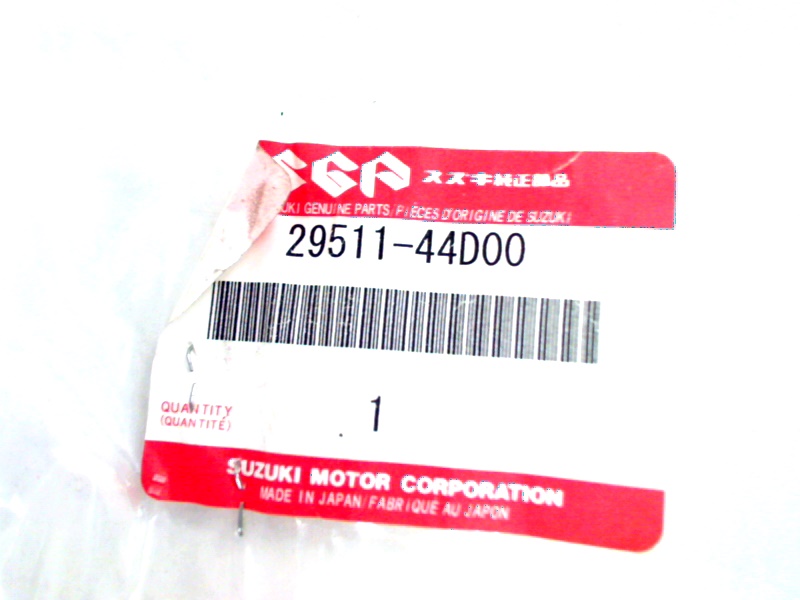 SGP スズキ純正部品
UKI GENUINE PARTS/PIÈCES D'ORIGINE DE SUZUKI
29511-44D00
QUANTITY
(QUANTITÉ)
1
SUZUKI MOTOR CORPORATION
MADE IN JAPAN/FABRIQUE AU JAPON